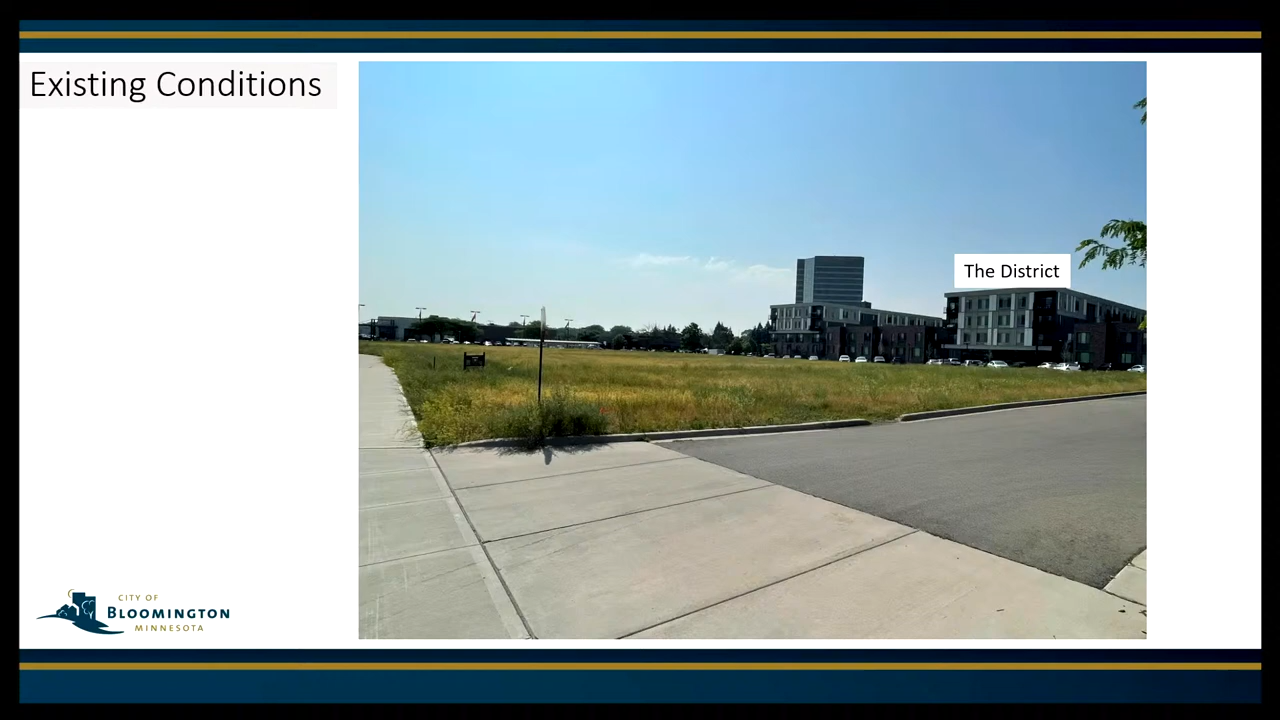 Existing Conditions
The District
CITY OF
BLOOMINGTON
MINNESOTA